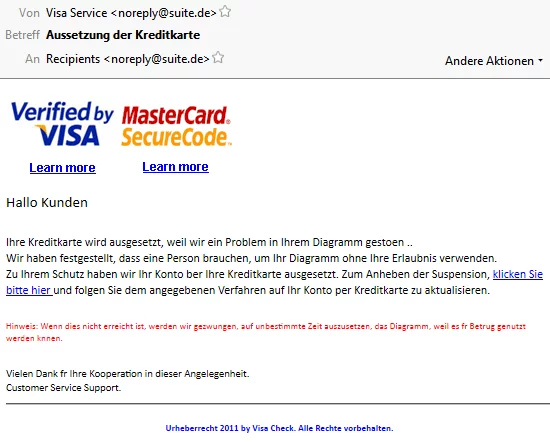 Von Visa Service <noreply@suite.de>
Betreff Aussetzung der Kreditkarte
An Recipients <noreply@suite.de>
Andere Aktionen
Verified by VISA
MasterCard SecureCode™
Learn more
Learn more
Hallo Kunden
Ihre Kreditkarte wird ausgesetzt, weil wir ein Problem in Ihrem Diagramm gestoen ..
Wir haben festgestellt, dass eine Person brauchen, um Ihr Diagramm ohne Ihre Erlaubnis verwenden.
Zu Ihrem Schutz haben wir Ihr Konto ber Ihre Kreditkarte ausgesetzt. Zum Anheben der Suspension, klicken Sie
bitte hier und folgen Sie dem angegebenen Verfahren auf Ihr Konto per Kreditkarte zu aktualisieren.
Hinweis: Wenn dies nicht erreicht ist, werden wir gezwungen, auf unbestimmte Zeit auszusetzen, das Diagramm, weil es fr Betrug genutzt
werden knnen.
Vielen Dank fr Ihre Kooperation in dieser Angelegenheit.
Customer Service Support.
Urheberrecht 2011 by Visa Check. Alle Rechte vorbehalten.